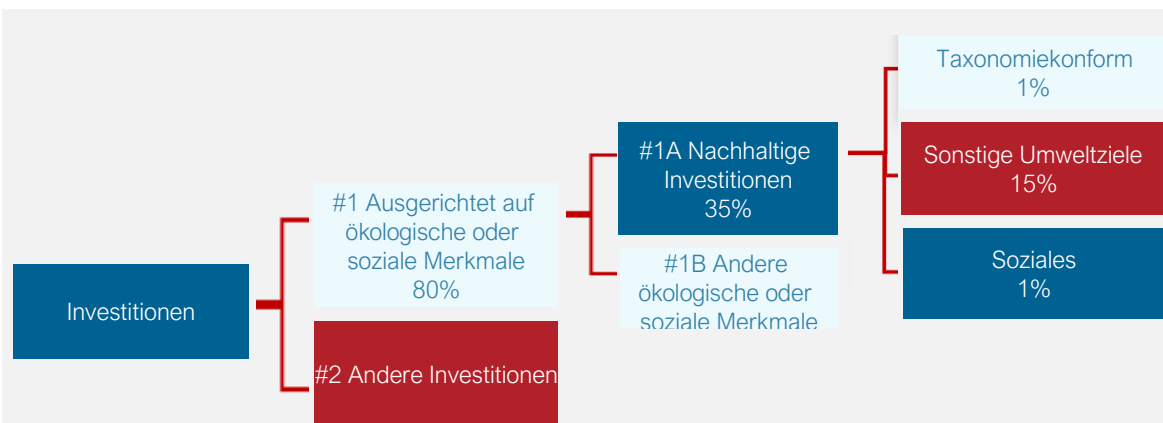 Investitionen
#1 Ausgerichtet auf
ökologische oder
soziale Merkmale
80%
#2 Andere Investitionen
#1A Nachhaltige
Investitionen
35%
#1B Andere
ökologische oder
soziale Merkmale
Taxonomiekonform
1%
Sonstige Umweltziele
15%
Soziales
1%